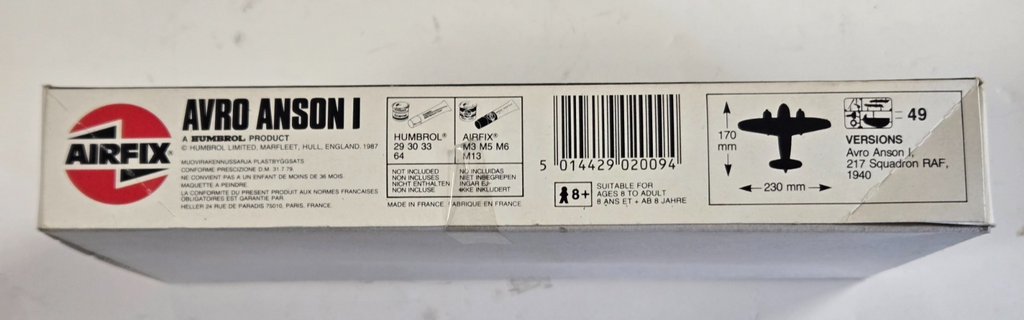 AIRFIX®
AVRO ANSON I
A HUMBROL PRODUCT
© HUMBROL LIMITED, MARFLEET, HULL, ENGLAND. 1987
MUOVIRAKENNUSSARJA PLASTBYGGSATS
CONFORME PRESCIZIONE D.M. 31.7.79.
NE CONVIENT PAS A UN ENFANT DE MOINS DE 36 MOIS.
MAQUETTE A PEINDRE.
LA CONFORMITE DU PRESENT PRODUIT AUX NORMES FRANCAISES
OBLIGATOIRES EST GARANTIE PAR
HELLER 24 RUE DE PARADIS 75010, PARIS, FRANCE.
HUMBROL®
29 30 33
64
AIRFIX®
M3 M5 M6
M13
NOT INCLUDED
NON INCLUSES
NICHT ENTHALTEN
NON INCLUSE
NO INCLUIDAS
NIET INBEGREPEN
INGÅR EJ
IKKE INKLUDERT
MADE IN FRANCE FABRIQUE EN FRANCE
5 014429 020094
8+
SUITABLE FOR
AGES 8 TO ADULT
8 ANS ET + AB 8 JAHRE
170
mm
230 mm
= 49
VERSIONS
Avro Anson I,
217 Squadron RAF,
1940